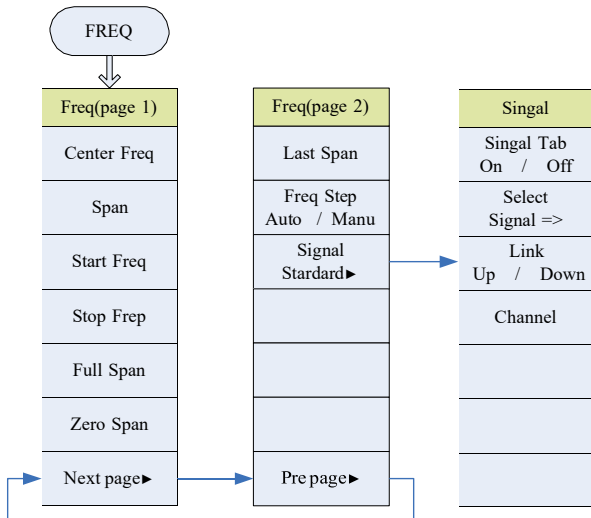 FREQ
Freq(page 1)
Center Freq
Span
Start Freq
Stop Frep
Full Span
Zero Span
Next page►
Freq(page 2)
Last Span
Freq Step
Auto / Manu
Signal
Stardard►
Pre page►
Singal
Singal Tab
On / Off
Select
Signal =>
Link
Up / Down
Channel